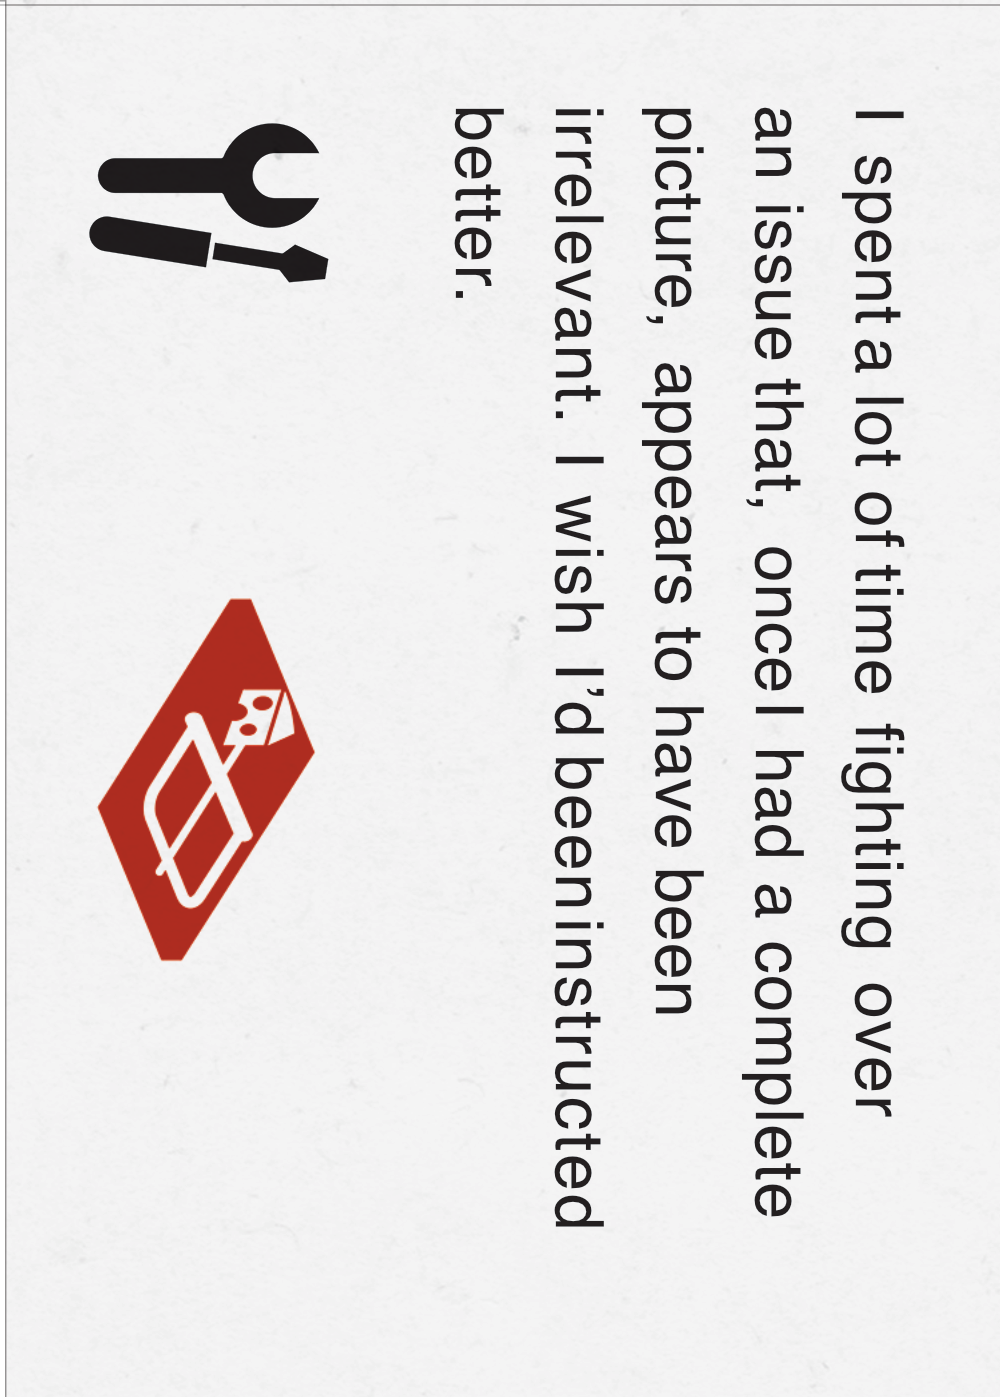 I spent a lot of time fighting over
an issue that, once I had a complete
picture, appears to have been
irrelevant. I wish I’d been instructed
better.